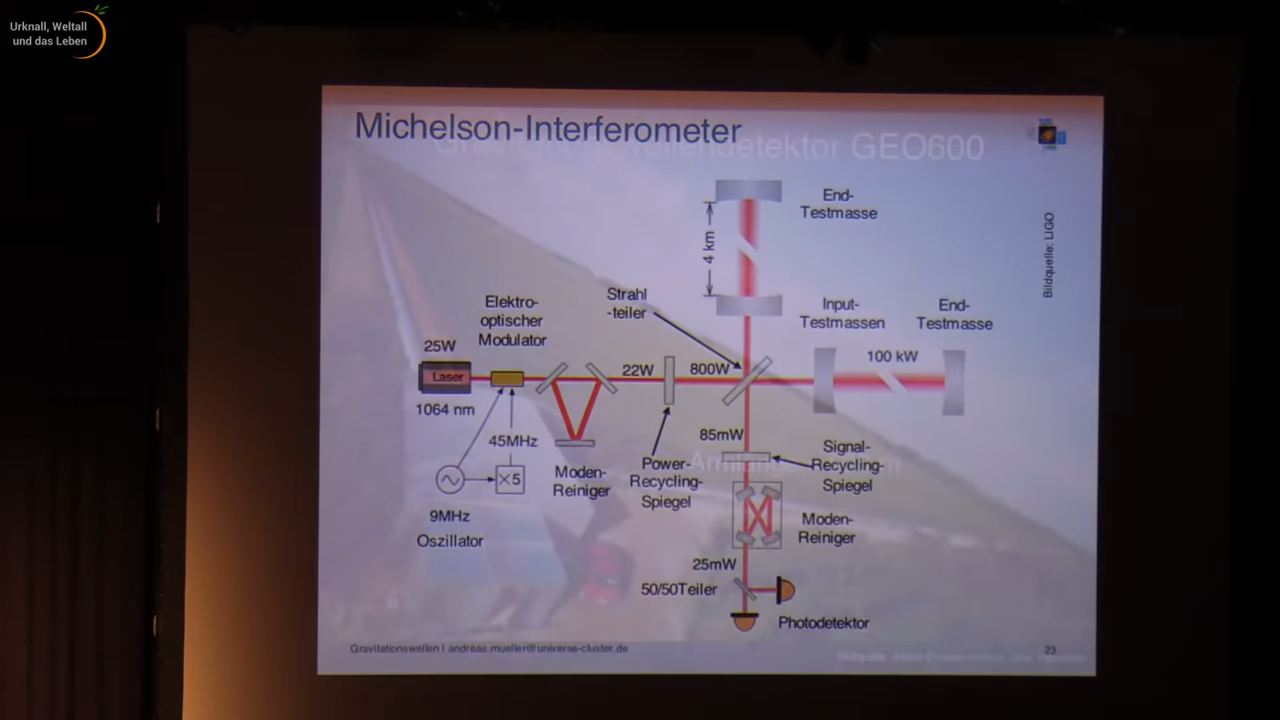 Urknall, Weltall
und das Leben
Michelson-Interferometer
detektor GEO600
End-
Testmasse
4 km
Bildquelle: LIGO
Strahl
-teiler
Input-
Testmassen
End-
Testmasse
Elektro-
optischer
Modulator
25W
Laser
1064 nm
22W
800W
100 kW
45MHz
×5
9MHz
Oszillator
Moden-
Reiniger
Power-
Recycling-
Spiegel
85mW
Signal-
Recycling-
Spiegel
Moden-
Reiniger
25mW
50/50Teiler
Photodetektor
Gravitationswellen | andreas.mueller@universe-cluster.de
23